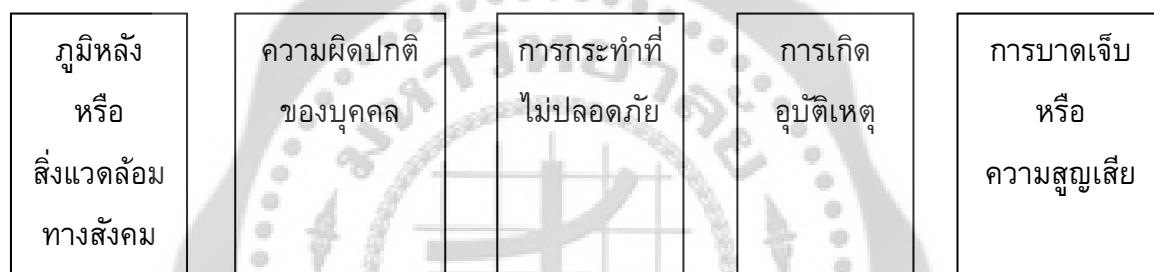 ภูมิหลัง
หรือ
สิ่งแวดล้อม
ทางสังคม
ความผิดปกติ
ของบุคคล
การกระทำที่
ไม่ปลอดภัย
การเกิด
อุบัติเหตุ
การบาดเจ็บ
หรือ
ความสูญเสีย